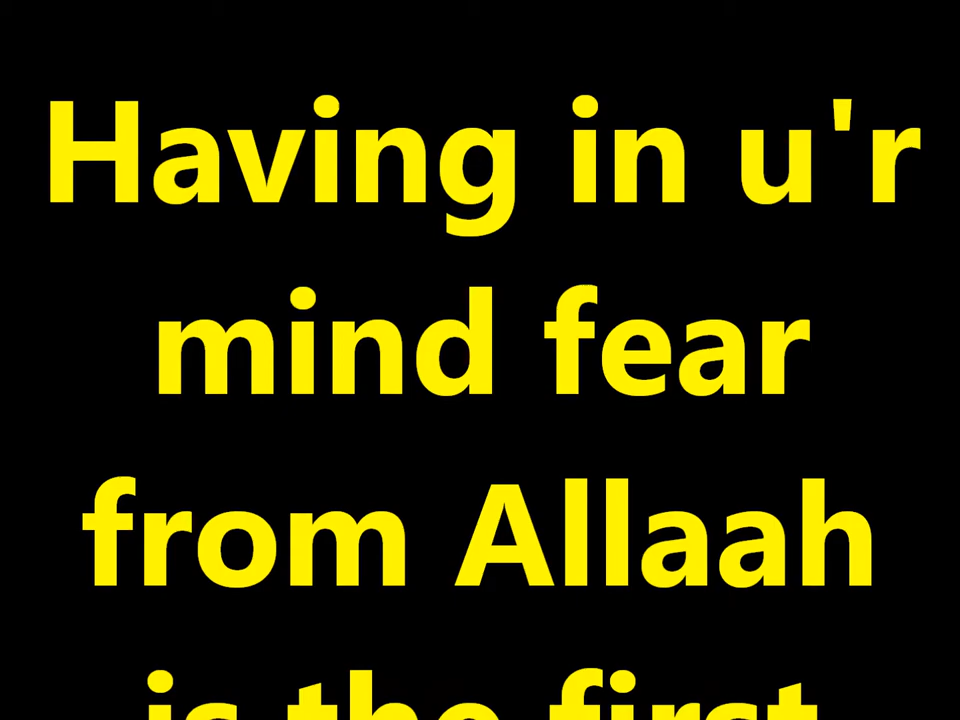 Having in u'r
mind fear
from Allaah
is the first